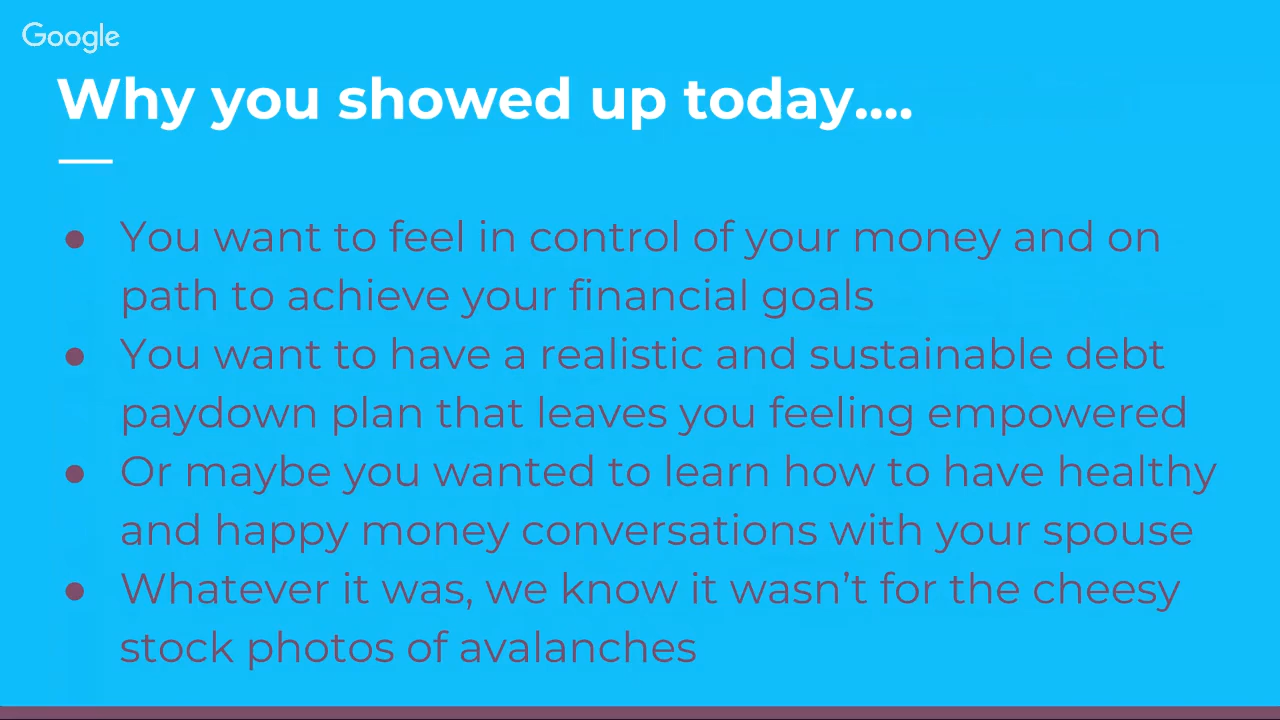 Google
Why you showed up today....
● You want to feel in control of your money and on
path to achieve your financial goals
● You want to have a realistic and sustainable debt
paydown plan that leaves you feeling empowered
● Or maybe you wanted to learn how to have healthy
and happy money conversations with your spouse
● Whatever it was, we know it wasn’t for the cheesy
stock photos of avalanches